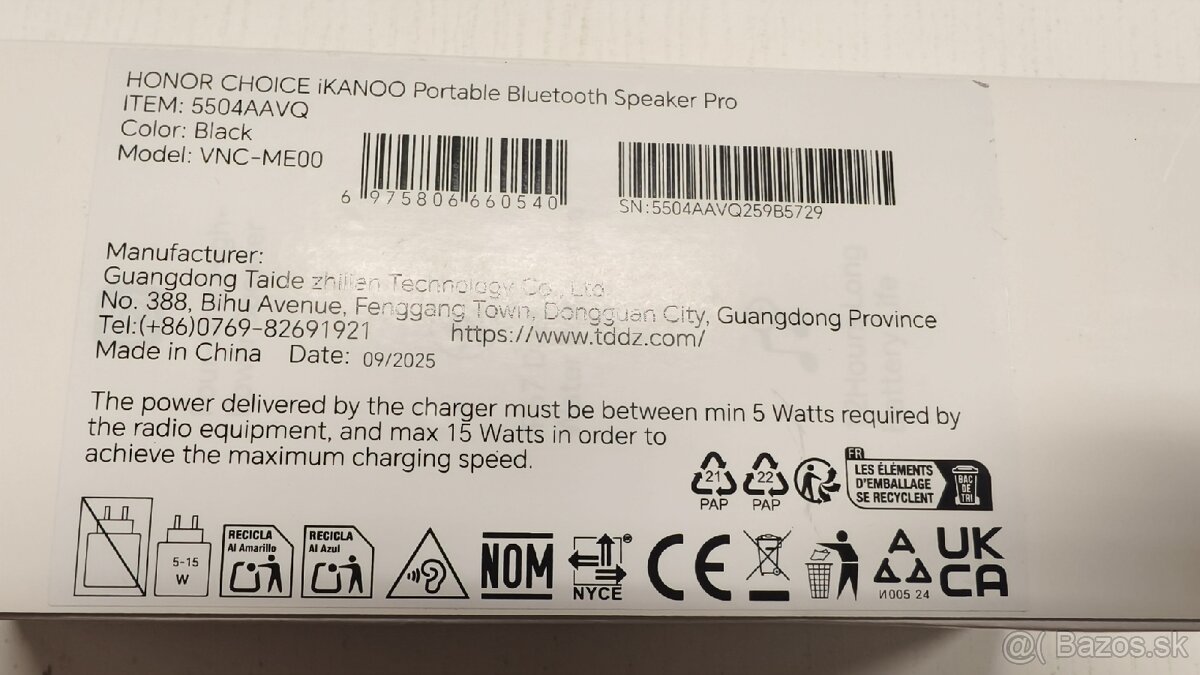 HONOR CHOICE iKANOO Portable Bluetooth Speaker Pro
ITEM: 5504AAVQ
Color: Black
Model: VNC-ME00
6 975806 660540
SN:5504AAVQ259B5729
Manufacturer:
Guangdong Taide zhilian Technology Co., Ltd
No. 388, Bihu Avenue, Fenggang Town, Dongguan City, Guangdong Province
Tel:(+86)0769-82691921 https://www.tddz.com/
Made in China Date: 09/2025
The power delivered by the charger must be between min 5 Watts required by
the radio equipment, and max 15 Watts in order to
achieve the maximum charging speed.
21
PAP
22
PAP
FR
LES ÉLÉMENTS
D'EMBALLAGE
SE RECYCLENT
BAC
DE
TRI
5-15
W
RECICLA
Al Amarillo
RECICLA
Al Azul
NOM
NYCE
CE
И005 24
UK
CA
@( Bazos.sk